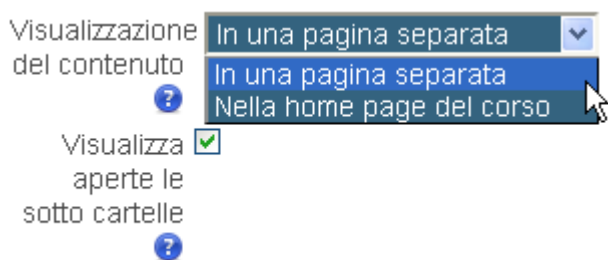 Visualizzazione In una pagina separata
del contenuto In una pagina separata
? Nella home page del corso
Visualizza
aperte le
sotto cartelle
?